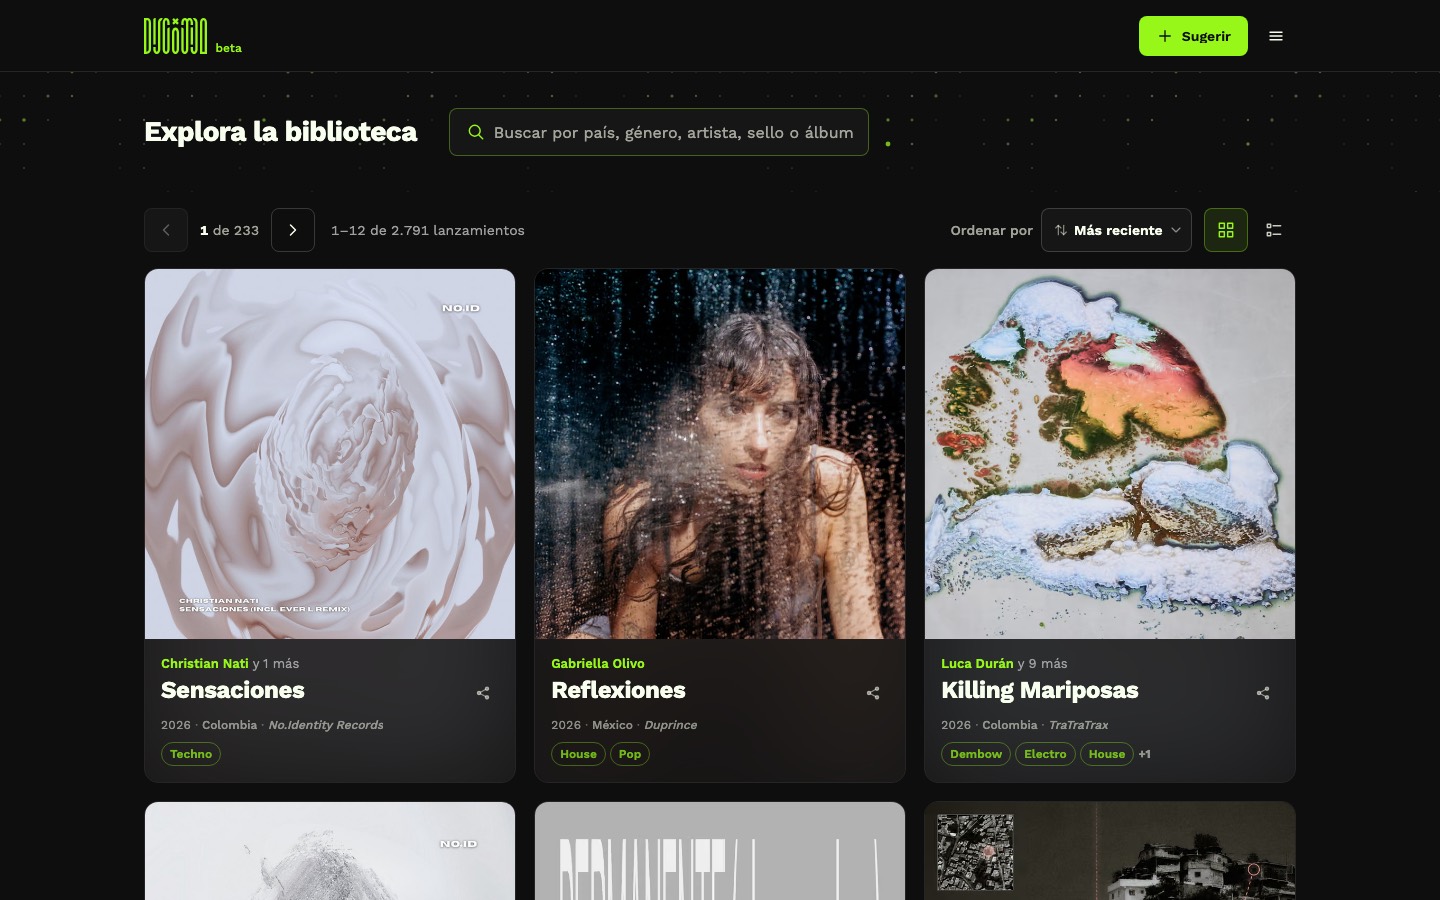 beta
Sugerir
Explora la biblioteca
Buscar por país, género, artista, sello o álbum
1 de 233
1–12 de 2.791 lanzamientos
Ordenar por
Más reciente
NO.ID
CHRISTIAN NATI
SENSACIONES (INCL. EVER L REMIX)
Christian Nati y 1 más
Sensaciones
2026 · Colombia · No.Identity Records
Techno
Gabriella Olivo
Reflexiones
2026 · México · Duprince
House
Pop
Luca Durán y 9 más
Killing Mariposas
2026 · Colombia · TraTraTrax
Dembow
Electro
House
+1
NO.ID